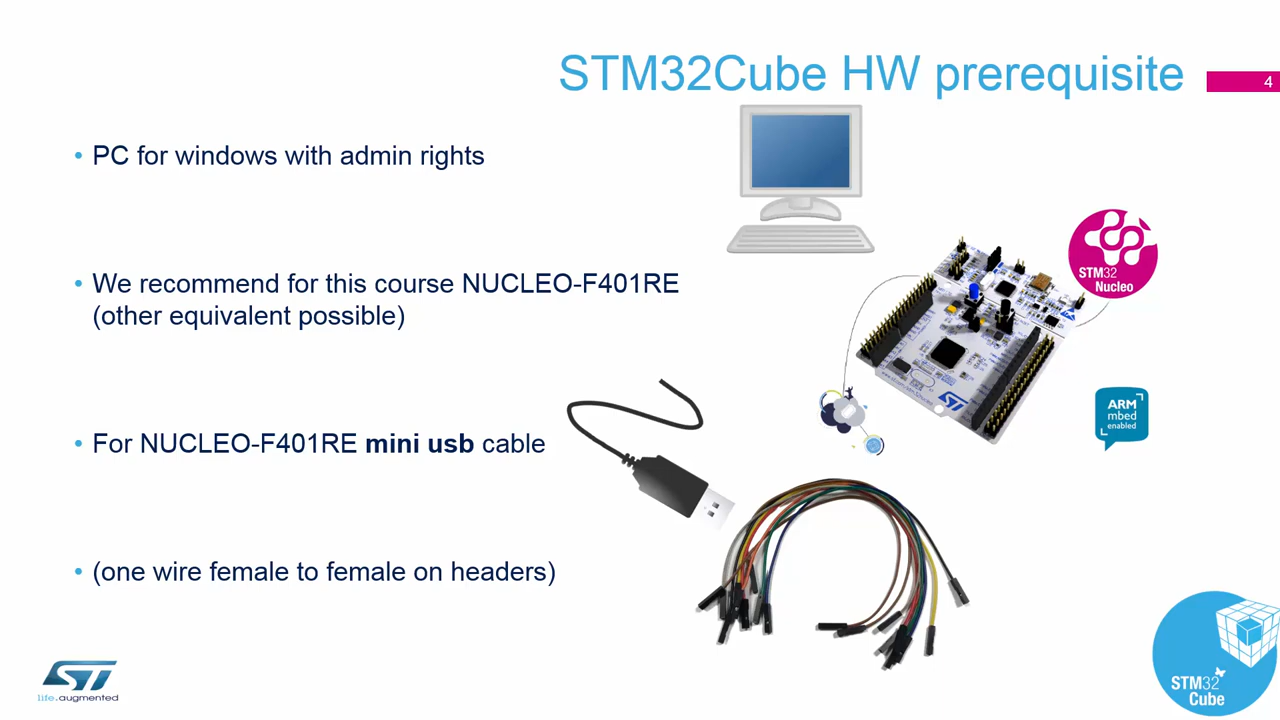 STM32Cube HW prerequisite
4
• PC for windows with admin rights
• We recommend for this course NUCLEO-F401RE
(other equivalent possible)
• For NUCLEO-F401RE mini usb cable
• (one wire female to female on headers)
STM32
Nucleo
ARM
mbed
enabled
ST
ST
life.augmented
STM32
Cube